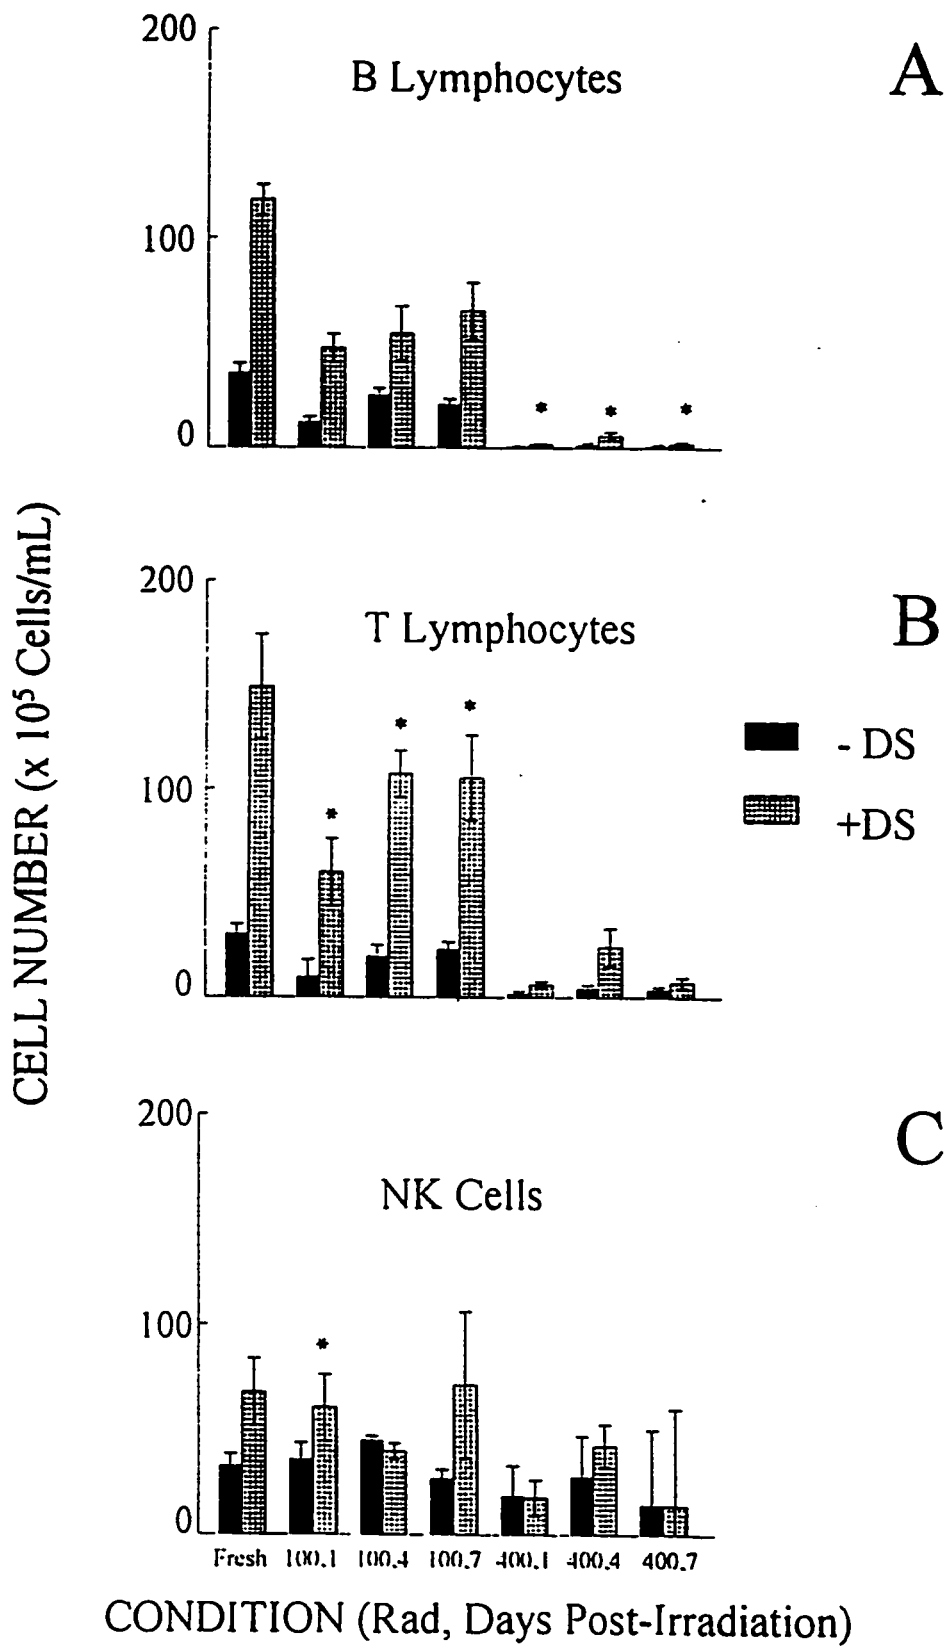 200
A
B Lymphocytes
100
*
*
*
0
CELL NUMBER (x 10⁵ Cells/mL)
200
B
T Lymphocytes
*
*
- DS
100
+DS
*
0
200
C
NK Cells
100
*
0
Fresh 100.1 100.4 100.7 400.1 400.4 400.7
CONDITION (Rad, Days Post-Irradiation)